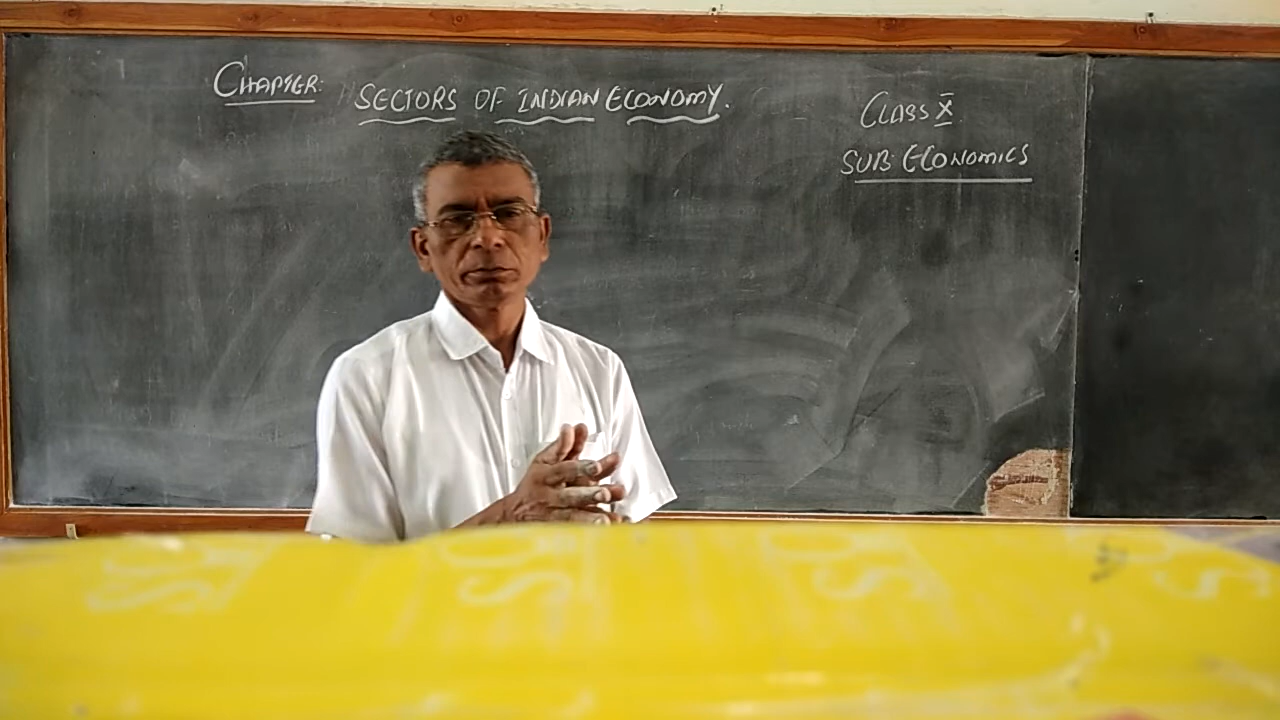 CHAPTER: SECTORS OF INDIAN ECONOMY.
CLASS X
SUB: ECONOMICS